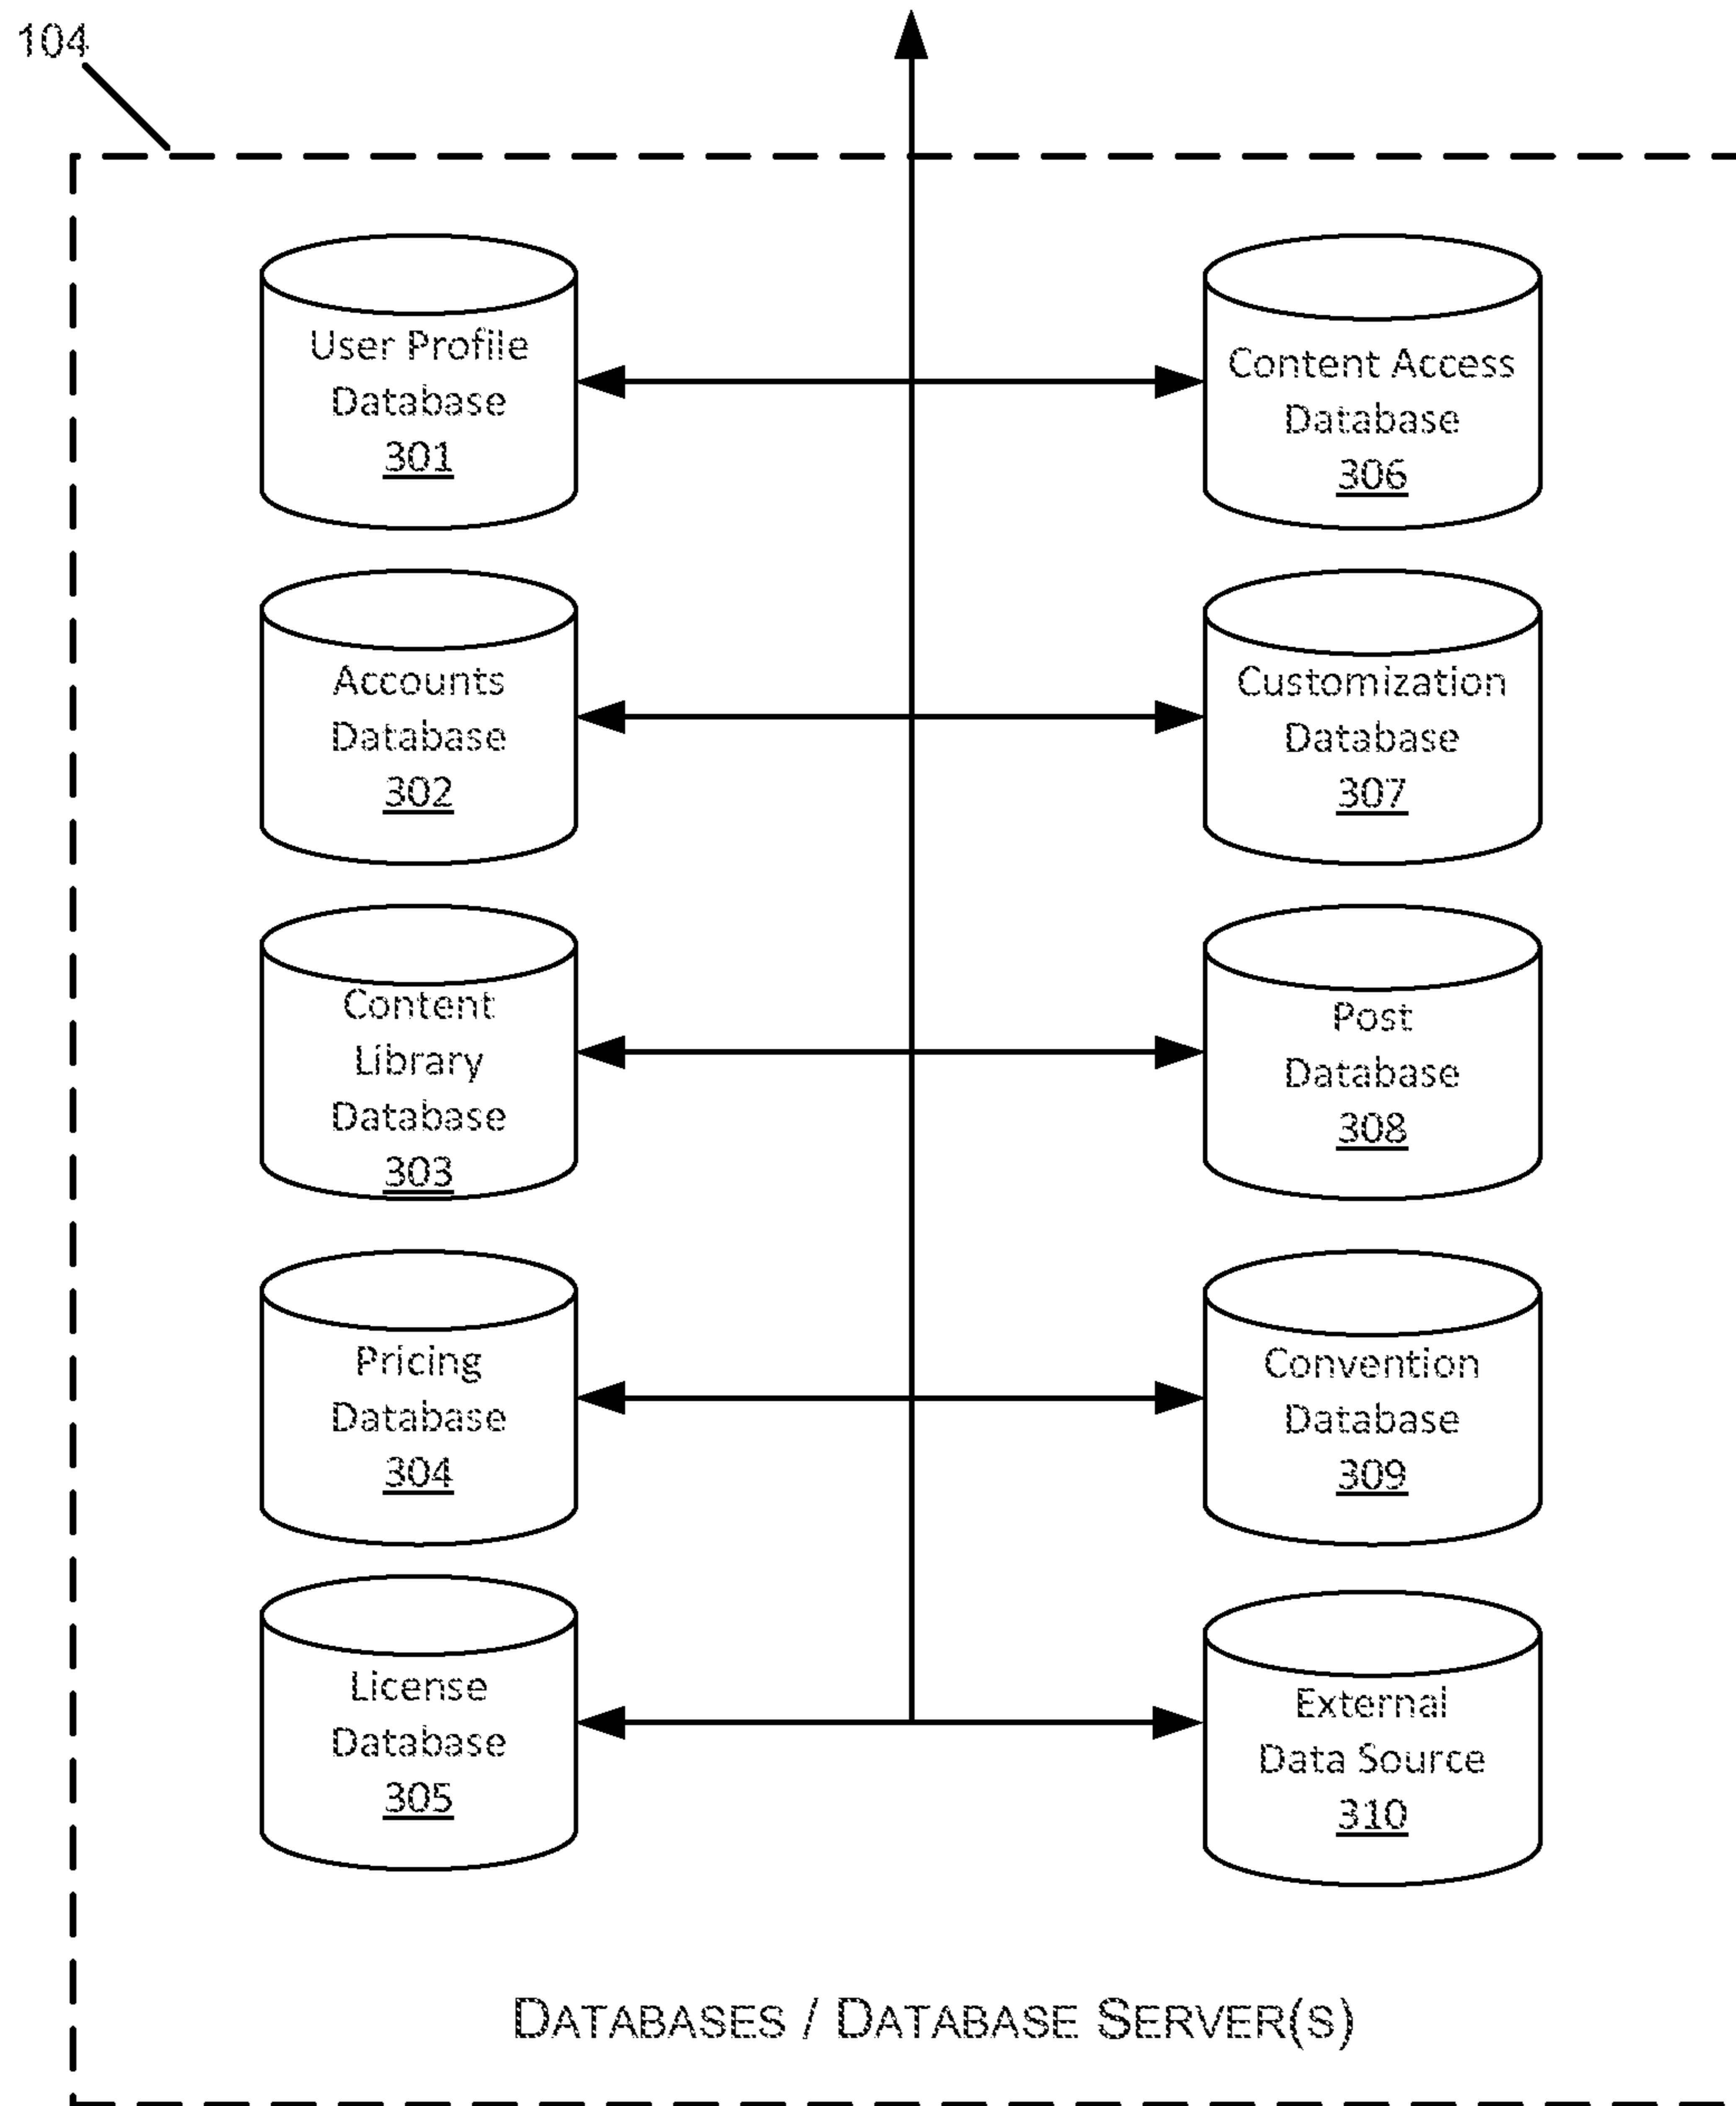 104
User Profile
Database
301
Content Access
Database
306
Accounts
Database
302
Customization
Database
307
Content
Library
Database
303
Post
Database
308
Pricing
Database
304
Convention
Database
309
License
Database
305
External
Data Source
310
DATABASES / DATABASE SERVER(S)